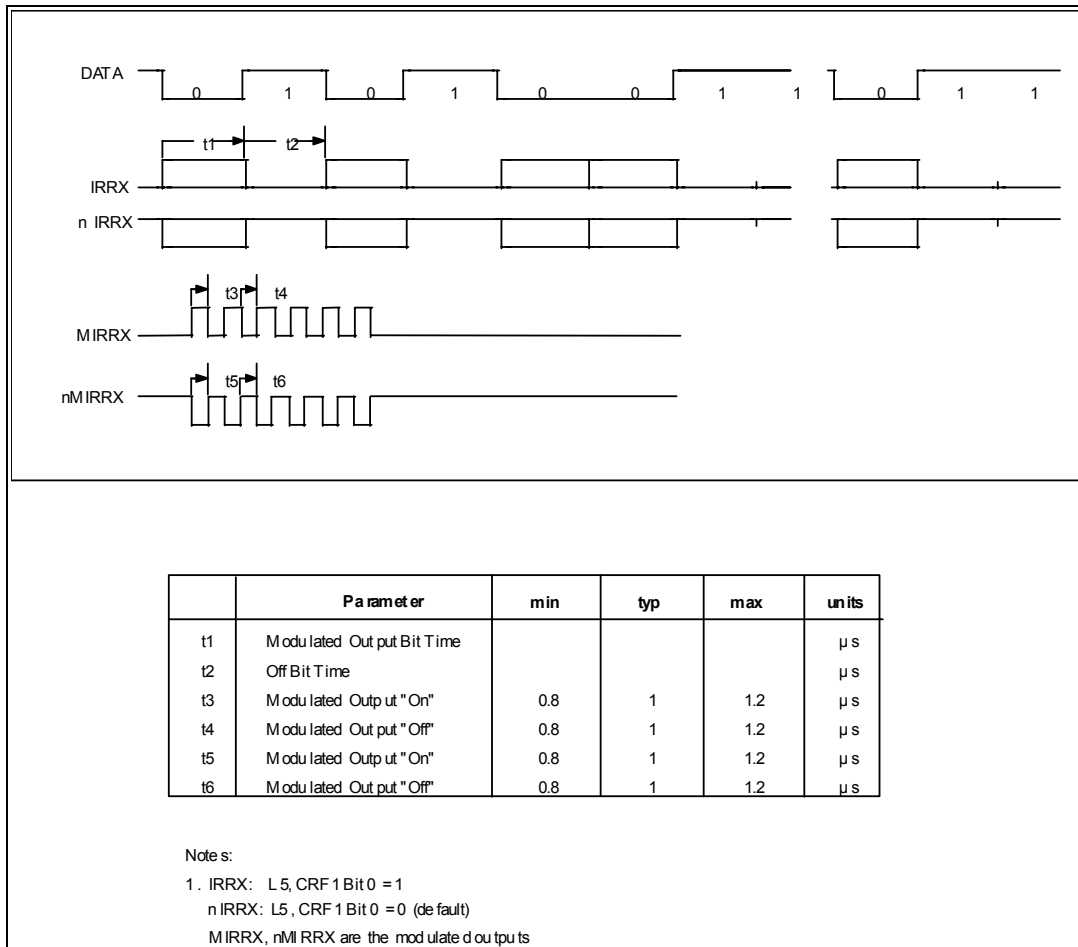 DATA
0 1 0 1 0 0 1 1 0 1 1
t1 t2
IRRX
n IRRX
t3 t4
MIRRX
t5 t6
nMIRRX
Parameter min typ max units
t1 Modulated Output Bit Time µs
t2 Off Bit Time µs
t3 Modulated Output "On" 0.8 1 1.2 µs
t4 Modulated Output "Off" 0.8 1 1.2 µs
t5 Modulated Output "On" 0.8 1 1.2 µs
t6 Modulated Output "Off" 0.8 1 1.2 µs
Notes:
1. IRRX: L5, CRF1 Bit 0 = 1
nIRRX: L5, CRF1 Bit 0 = 0 (default)
MIRRX, nMIRRX are the modulated outputs